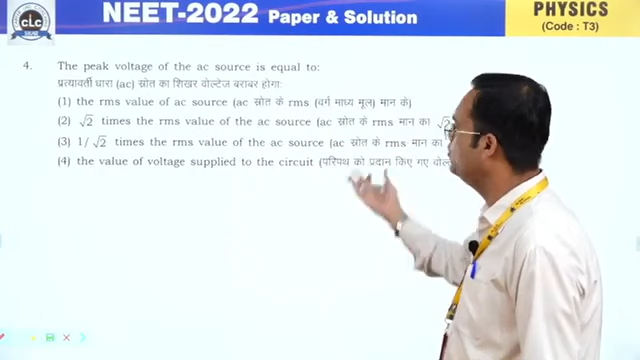 NEET-2022 Paper & Solution
PHYSICS
(Code : T3)
CLC
SIKAR
4. The peak voltage of the ac source is equal to:
प्रत्यावर्ती धारा (ac) स्रोत का शिखर वोल्टेज बराबर होगा:
(1) the rms value of ac source (ac स्रोत के rms (वर्ग माध्य मूल) मान के)
(2) √2 times the rms value of the ac source (ac स्रोत के rms मान का √2
(3) 1/√2 times the rms value of the ac source (ac स्रोत के rms मान का
(4) the value of voltage supplied to the circuit (परिपथ को प्रदान किए गए